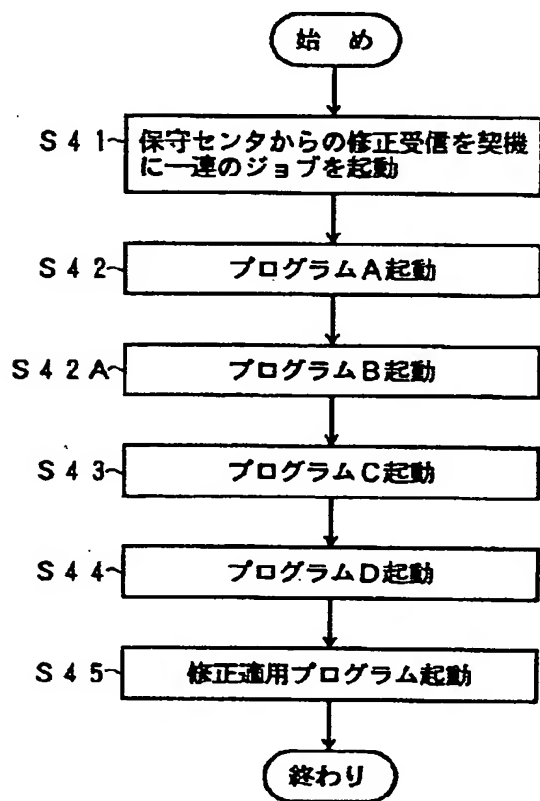 始 め
S41 保守センタからの修正受信を契機
に一連のジョブを起動
S42 プログラムA起動
S42A プログラムB起動
S43 プログラムC起動
S44 プログラムD起動
S45 修正適用プログラム起動
終わり